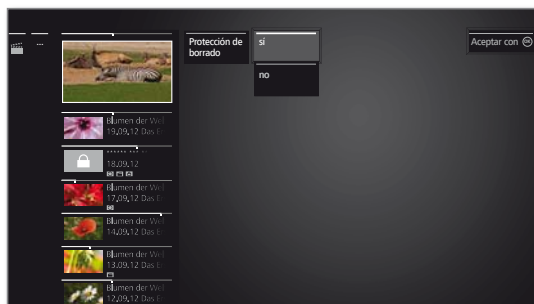 ...
Protección de
borrado
sí
no
Aceptar con OK
Blumen der Wel
19.09.12 Das E
****** *** **
18.09.12
Blumen der Wel
17.09.12 Das E
Blumen der Wel
14.09.12 Das E
Blumen der Wel
13.09.12 Das E
Blumen der Wel
12.09.12 Das E